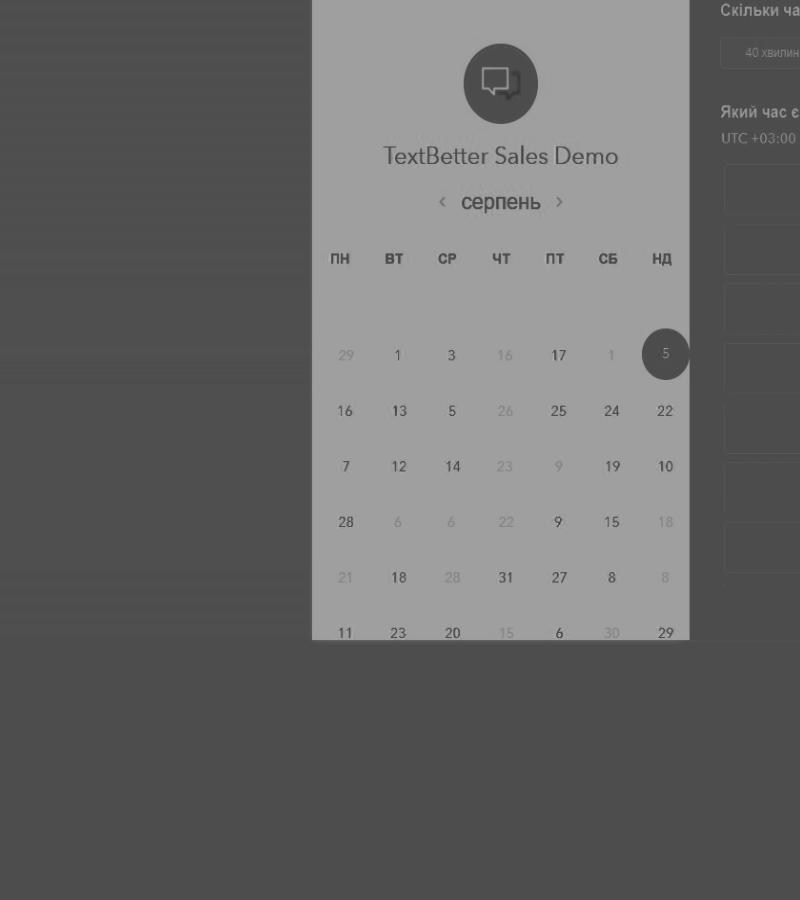 Скільки ча
40 хвилин
Який час є
UTC +03:00
TextBetter Sales Demo
‹ серпень ›
ПН ВТ СР ЧТ ПТ СБ НД
29 1 3 16 17 1 5
16 13 5 26 25 24 22
7 12 14 23 9 19 10
28 6 6 22 9 15 18
21 18 28 31 27 8 8
11 23 20 15 6 30 29